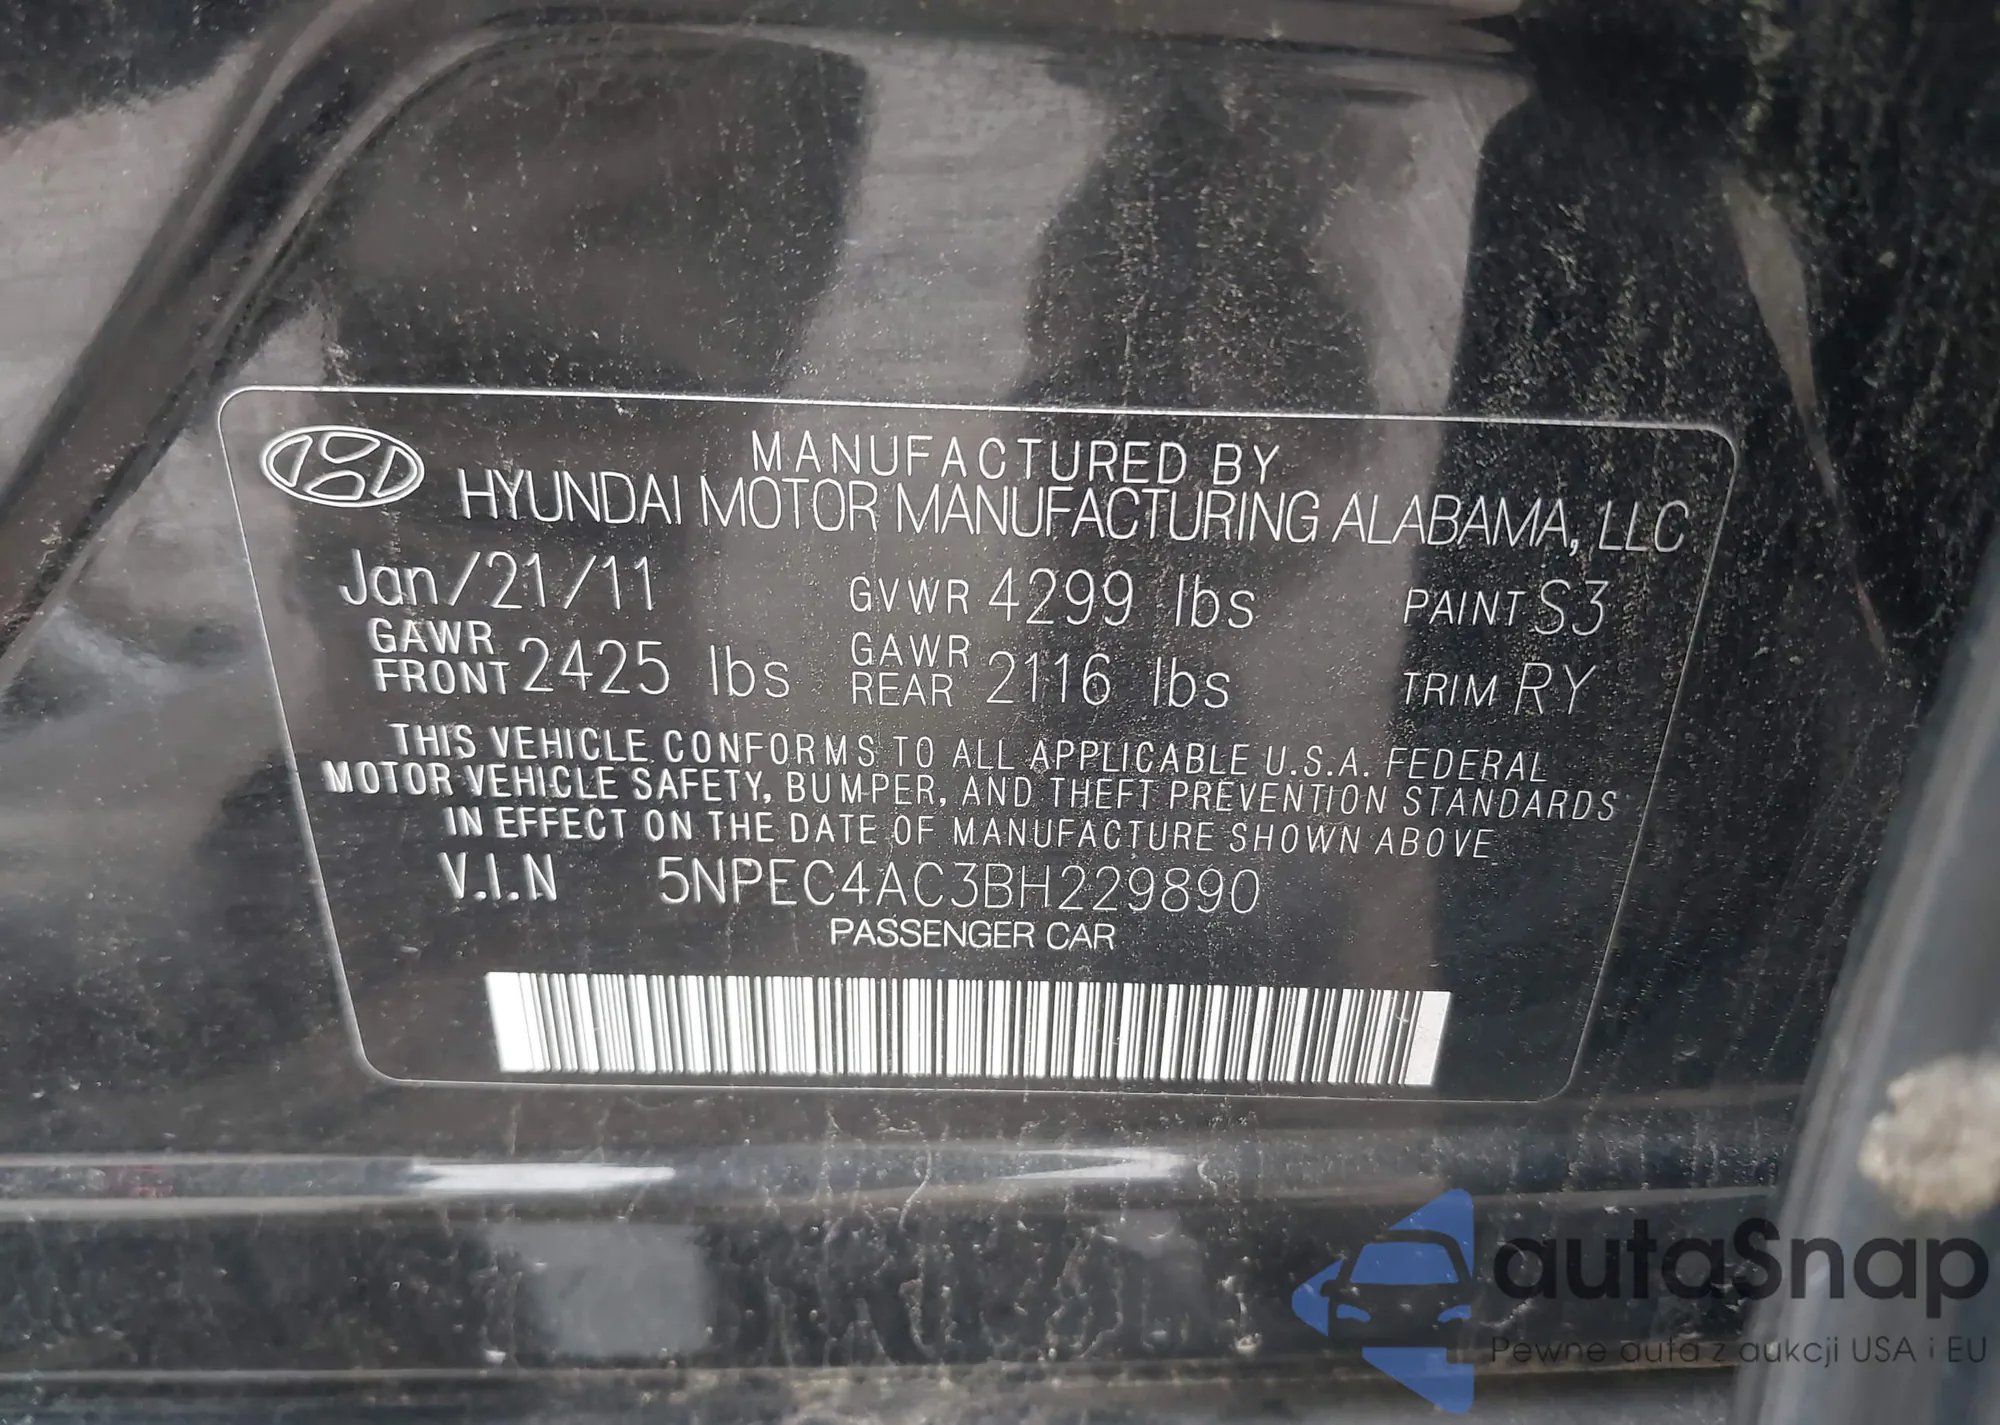 MANUFACTURED BY
HYUNDAI MOTOR MANUFACTURING ALABAMA, LLC
Jan/21/11 GVWR 4299 lbs PAINT S3
GAWR FRONT 2425 lbs GAWR REAR 2116 lbs TRIM RY
THIS VEHICLE CONFORMS TO ALL APPLICABLE U.S.A. FEDERAL
MOTOR VEHICLE SAFETY, BUMPER, AND THEFT PREVENTION STANDARDS
IN EFFECT ON THE DATE OF MANUFACTURE SHOWN ABOVE
V.I.N 5NPEC4AC3BH229890
PASSENGER CAR
autaSnap
Pewne auta z aukcji USA i EU